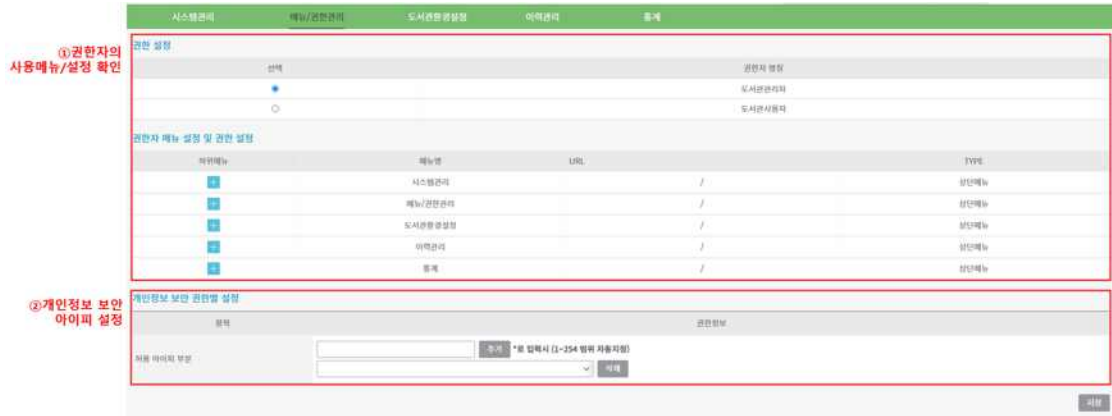 시스템관리 메뉴/권한관리 도서관환경설정 이력관리 통계
①권한자의
사용메뉴/설정 확인
권한 설정
선택 권한자 명칭
도서관관리자
도서관사용자
권한자 메뉴 설정 및 권한 설정
하위메뉴 메뉴명 URL TYPE
+ 시스템관리 / 상단메뉴
+ 메뉴/권한관리 / 상단메뉴
+ 도서관환경설정 / 상단메뉴
+ 이력관리 / 상단메뉴
+ 통계 / 상단메뉴
②개인정보 보안
아이피 설정
개인정보 보안 권한별 설정
항목 권한정보
허용 아이피 부분
추가 *로 입력시 (1~254 범위 자동지정)
삭제
저장